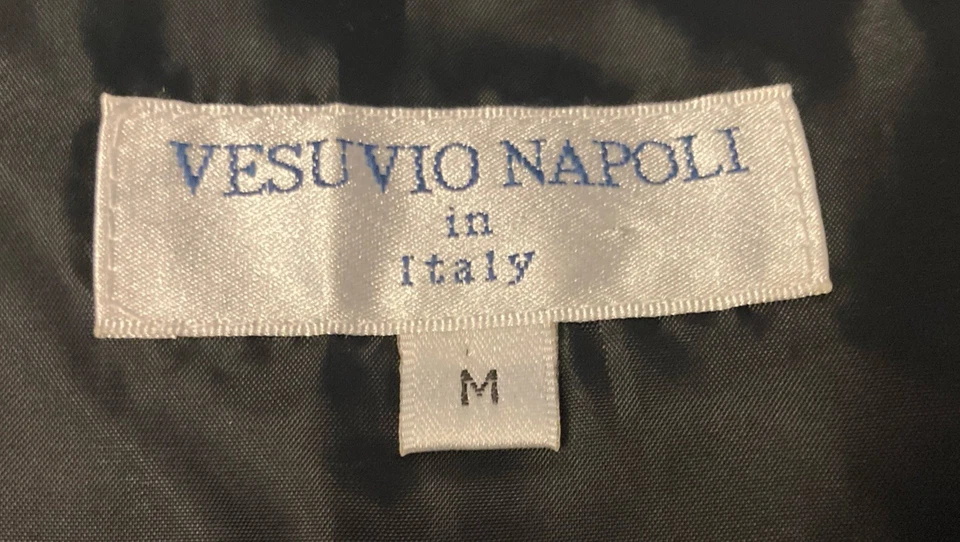 VESUVIO NAPOLI
in
Italy
M